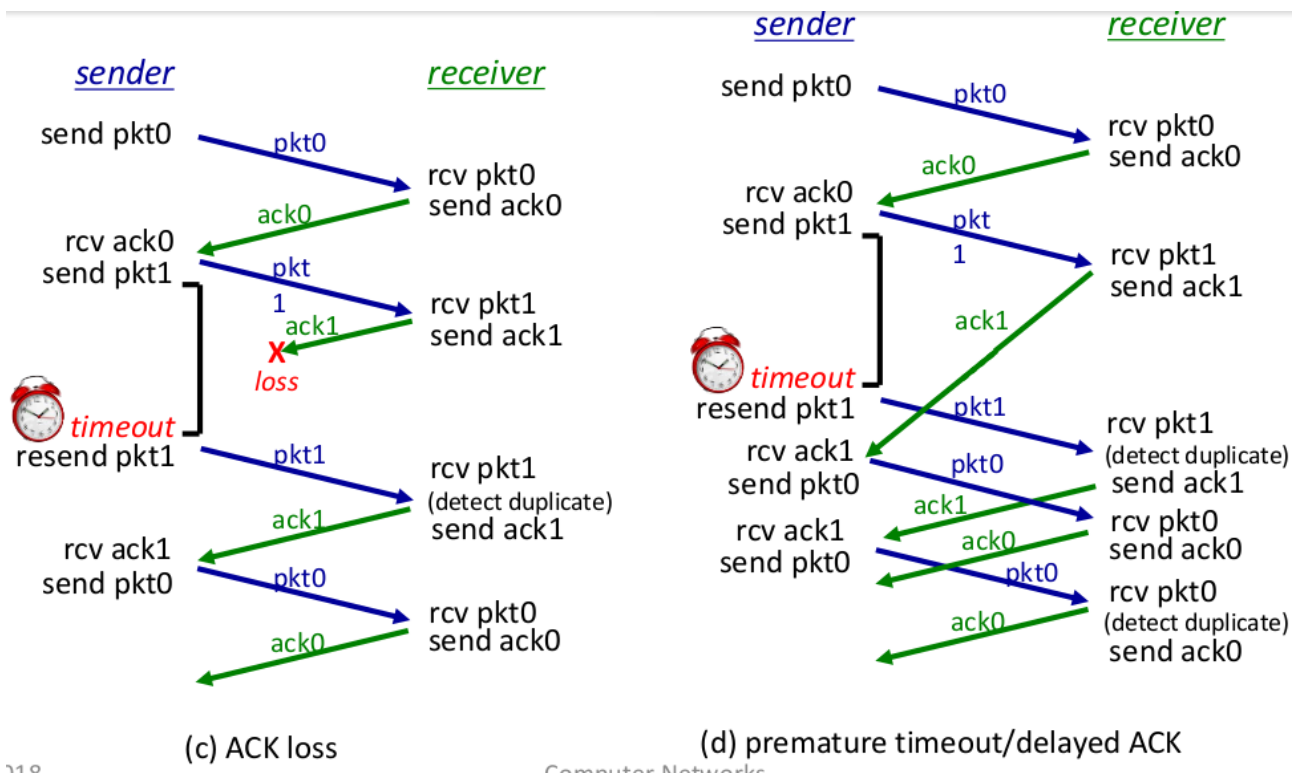 sender
receiver
send pkt0
pkt0
rcv pkt0
send ack0
ack0
rcv ack0
send pkt1
pkt
1
rcv pkt1
send ack1
ack1
X
loss
timeout
resend pkt1
pkt1
rcv pkt1
(detect duplicate)
send ack1
ack1
rcv ack1
send pkt0
pkt0
rcv pkt0
send ack0
ack0
(c) ACK loss
sender
receiver
send pkt0
pkt0
rcv pkt0
send ack0
ack0
rcv ack0
send pkt1
pkt
1
rcv pkt1
send ack1
ack1
timeout
resend pkt1
pkt1
rcv pkt1
(detect duplicate)
send ack1
rcv ack1
send pkt0
pkt0
ack1
rcv pkt0
send ack0
rcv ack1
send pkt0
ack0
pkt0
rcv pkt0
(detect duplicate)
send ack0
ack0
(d) premature timeout/delayed ACK
Computer Networks